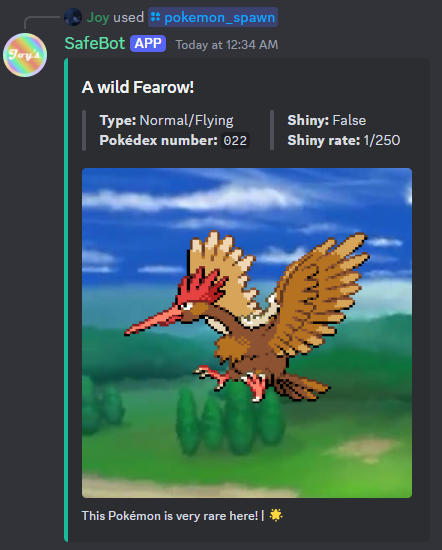 Joy used pokemon_spawn
Joy's
SafeBot APP Today at 12:34 AM
A wild Fearow!
Type: Normal/Flying
Pokédex number: 022
Shiny: False
Shiny rate: 1/250
This Pokémon is very rare here! | 🌟